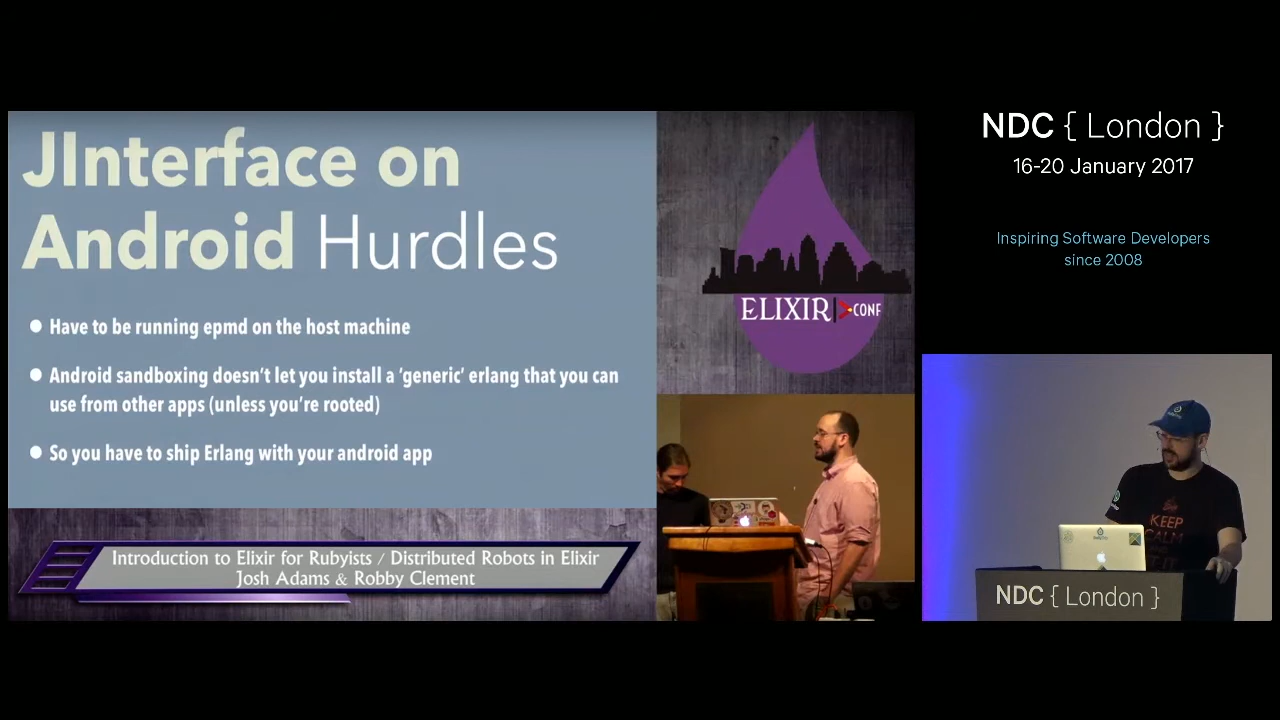 JInterface on
Android Hurdles
● Have to be running epmd on the host machine
● Android sandboxing doesn't let you install a 'generic' erlang that you can
use from other apps (unless you're rooted)
● So you have to ship Erlang with your android app
ELIXIR CONF
Introduction to Elixir for Rubyists / Distributed Robots in Elixir
Josh Adams & Robby Clement
NDC { London }
16-20 January 2017
Inspiring Software Developers
since 2008
KEEP
CALM
NDC { London }